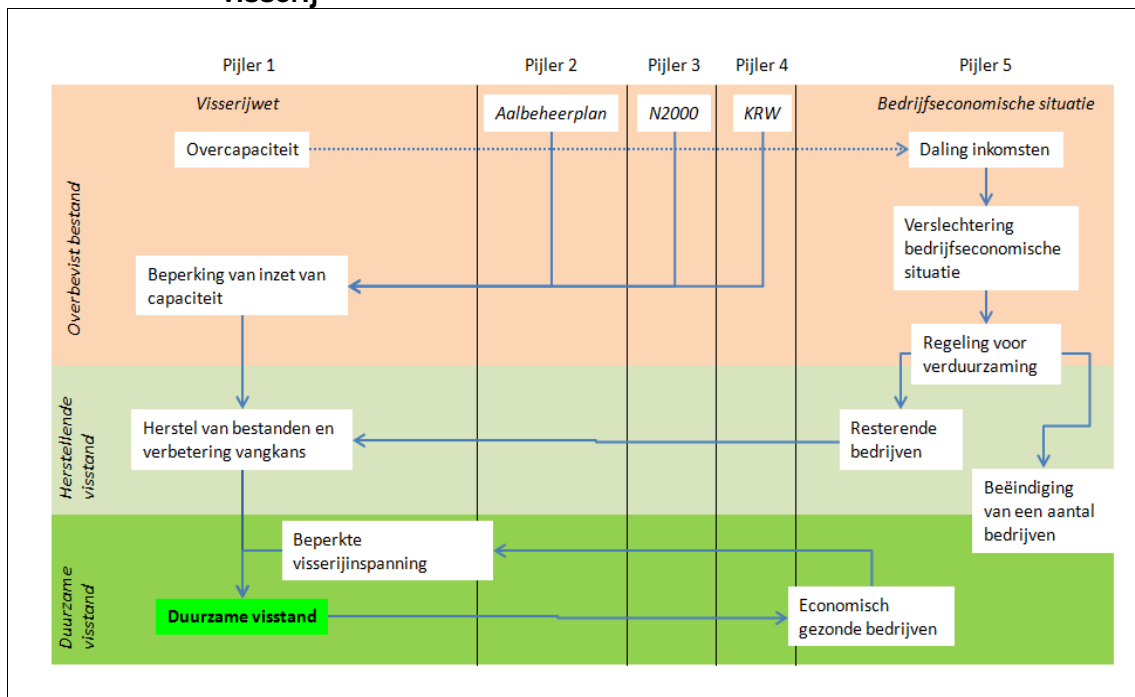 Visserij
Pijler 1
Pijler 2
Pijler 3
Pijler 4
Pijler 5
Visserijwet
Aalbeheerplan
N2000
KRW
Bedrijfseconomische situatie
Overbevist bestand
Overcapaciteit
Daling inkomsten
Verslechtering
bedrijfseconomische
situatie
Beperking van inzet van
capaciteit
Regeling voor
verduurzaming
Herstellende
visstand
Herstel van bestanden en
verbetering vangkans
Resterende
bedrijven
Beëindiging
van een aantal
bedrijven
Duurzame
visstand
Beperkte
visserijinspanning
Duurzame visstand
Economisch
gezonde bedrijven